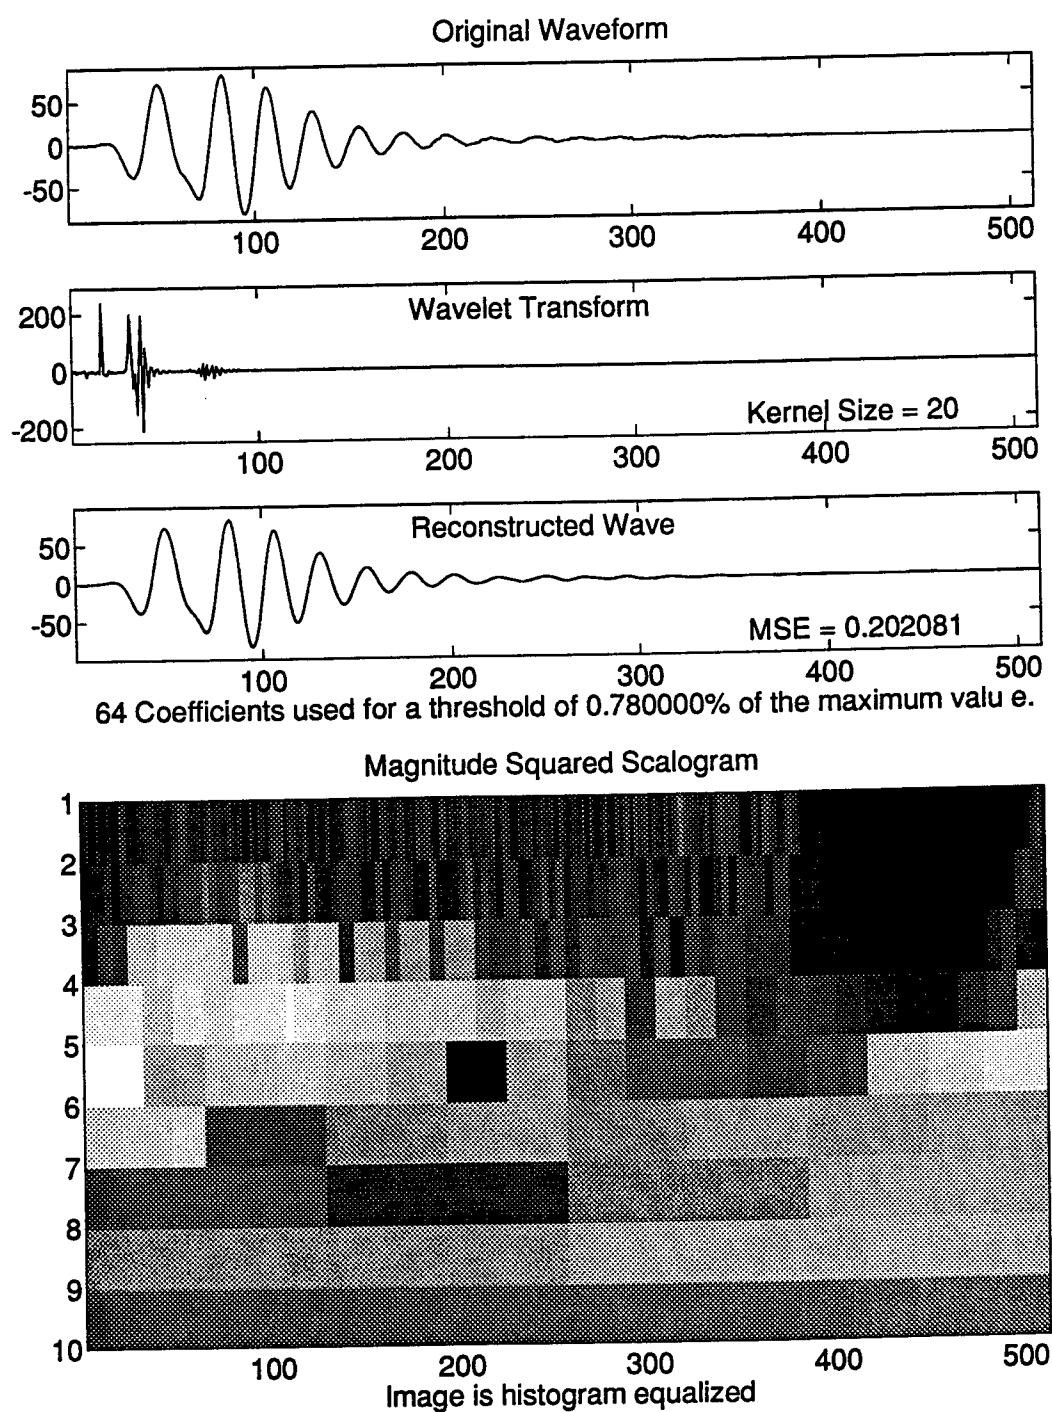 Original Waveform
50
0
-50
100 200 300 400 500
Wavelet Transform
200
0
-200
Kernel Size = 20
100 200 300 400 500
Reconstructed Wave
50
0
-50
MSE = 0.202081
100 200 300 400 500
64 Coefficients used for a threshold of 0.780000% of the maximum valu e.
Magnitude Squared Scalogram
1
2
3
4
5
6
7
8
9
10
100 200 300 400 500
Image is histogram equalized